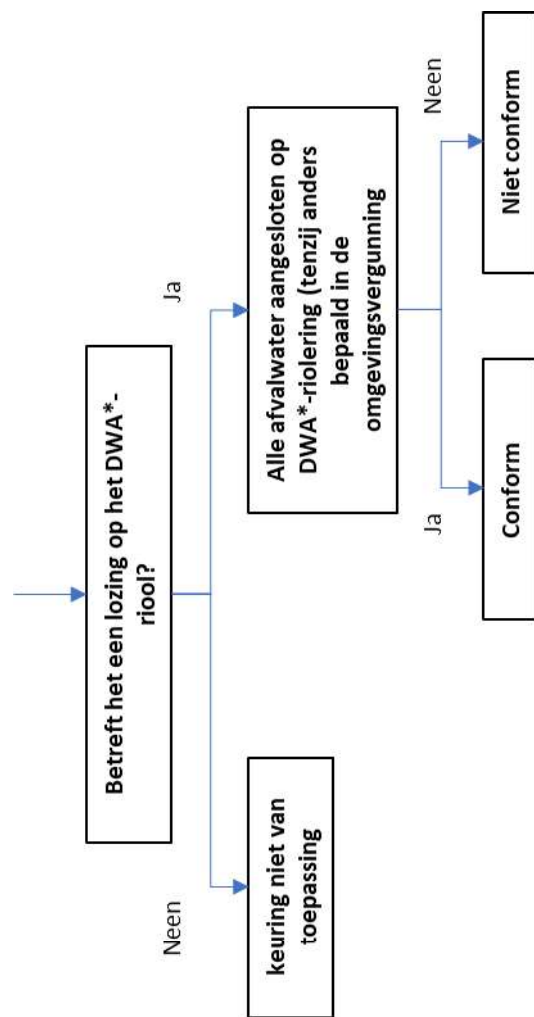 Betreft het een lozing op het DWA*-
riool?
Neen
Ja
keuring niet van
toepassing
Alle afvalwater aangesloten op
DWA*-riolering (tenzij anders
bepaald in de
omgevingsvergunning
Ja
Neen
Conform
Niet conform